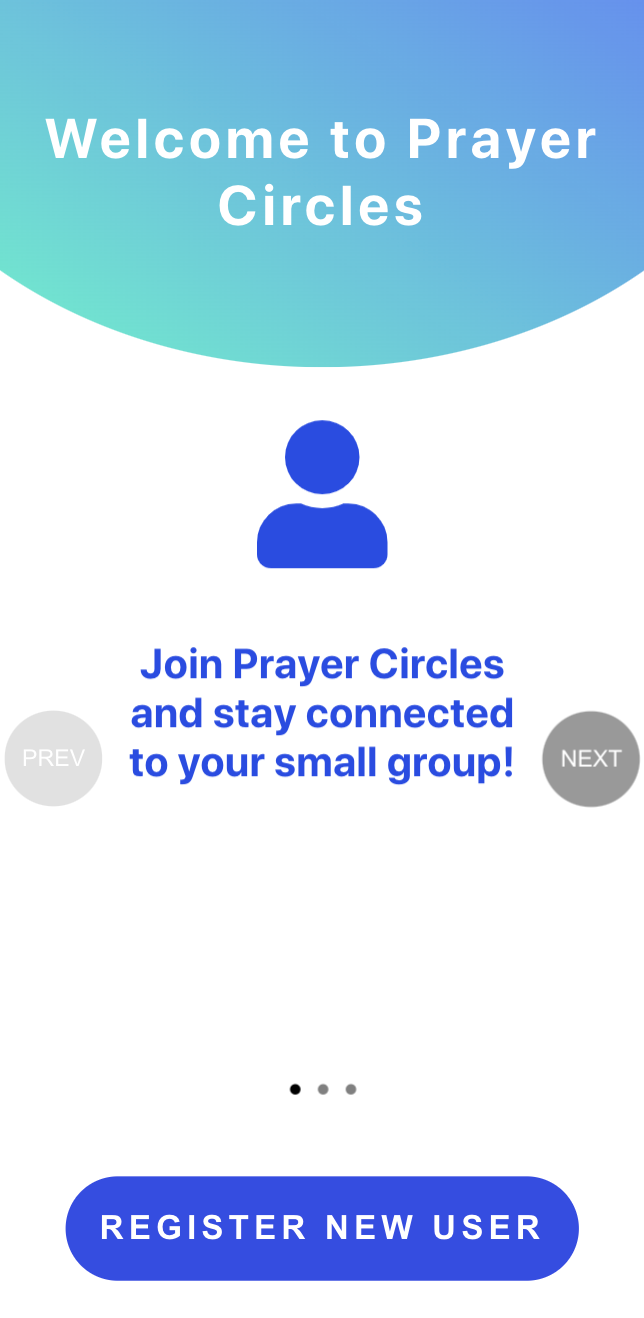 Welcome to Prayer
Circles
Join Prayer Circles
and stay connected
to your small group!
PREV
NEXT
REGISTER NEW USER